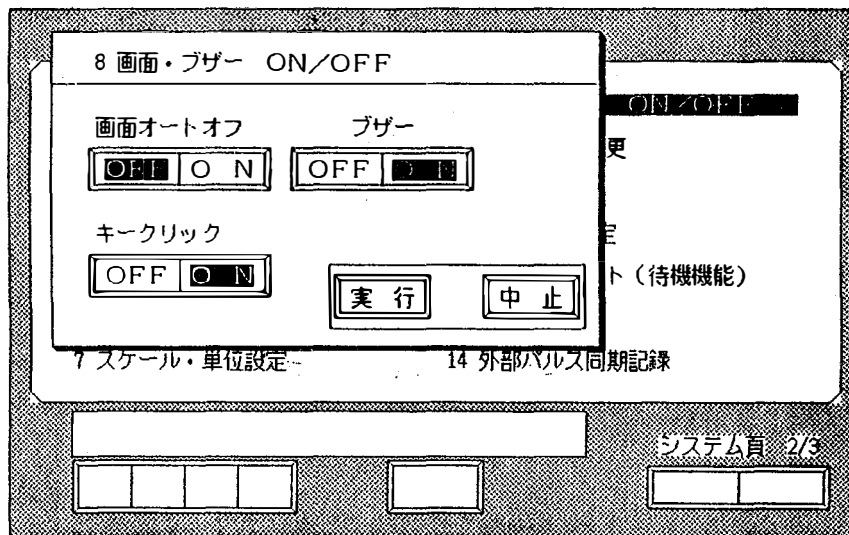 8 画面・ブザー ON/OFF
ON/OFF
画面オートオフ ブザー
更
OFF ON OFF ON
キークリック
定
OFF ON
ト（待機機能）
実 行 中 止
7 スケール・単位設定 14 外部パルス同期記録
システム頁 2/3